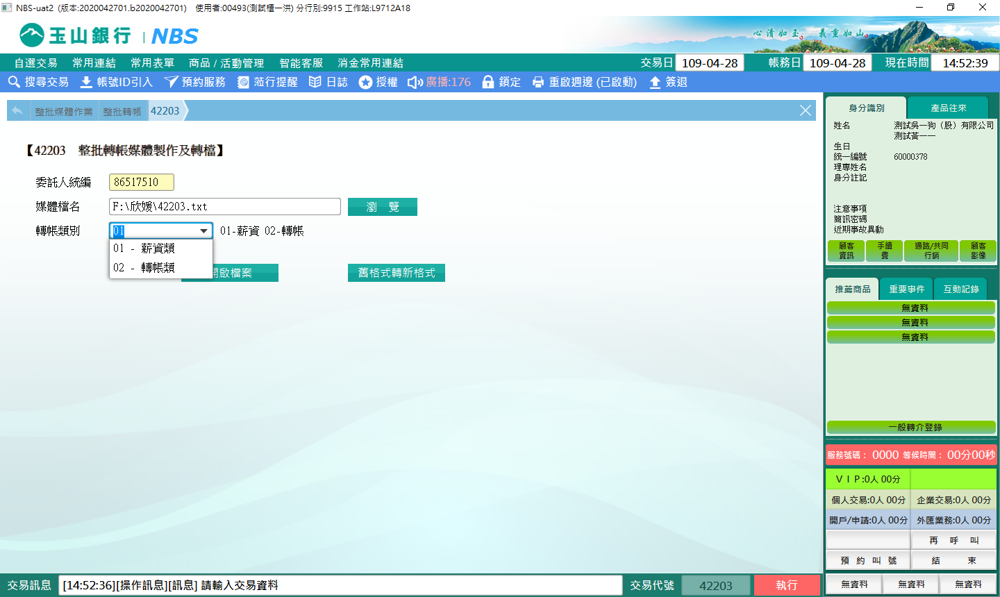 NBS-uat2 (版本:2020042701.b2020042701) 使用者:00493(測試櫃一洪) 分行別:9915 工作站:L9712A18
玉山銀行 | NBS
心清如玉。義重如山。
自選交易 常用連結 常用表單 商品 / 活動管理 智能客服 消金常用連結 交易日 109-04-28 帳務日 109-04-28 現在時間 14:52:39
搜尋交易 帳號ID引入 預約服務 蒞行提醒 日誌 授權 廣播:176 鎖定 重啟週邊 (已啟動) 簽退
整批媒體作業 整批轉帳 42203
【42203 整批轉帳媒體製作及轉檔】
委託人統編 86517510
媒體檔名 F:\欣媛\42203.txt 瀏 覽
轉帳類別 01 01-薪資 02-轉帳
01 - 薪資類
02 - 轉帳類
開啟檔案 舊格式轉新格式
身分識別 產品往來
姓名 測試吳一狗（股）有限公司
測試黃一一
生日
統一編號 60000378
理專姓名
身分註記
注意事項
簡訊密碼
近期事故異動
顧客資訊 手續費 通路/共同行銷 顧客影像
推薦商品 重要事件 互動記錄
無資料
無資料
無資料
一般轉介登錄
服務號碼： 0000 等候時間： 00分00秒
ＶＩＰ:0人 00分
個人交易:0人 00分 企業交易:0人 00分
開戶/申請:0人 00分 外匯業務:0人 00分
再 呼 叫
預 約 叫 號 結 束
交易訊息 [14:52:36][操作訊息][訊息] 請輸入交易資料 交易代號 42203 執行
無資料 無資料 無資料